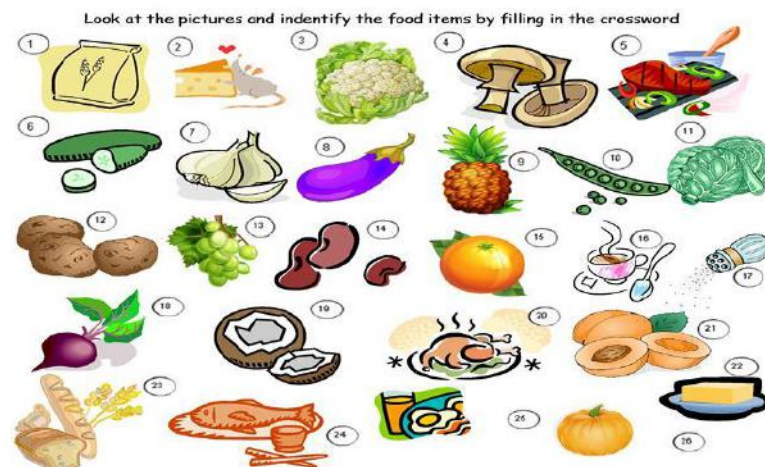 Look at the pictures and indentify the food items by filling in the crossword
1 2 3 4 5
6 7 8 9 10 11
12 13 14 15 16 17
18 19 20 21
22
23 24 25 26